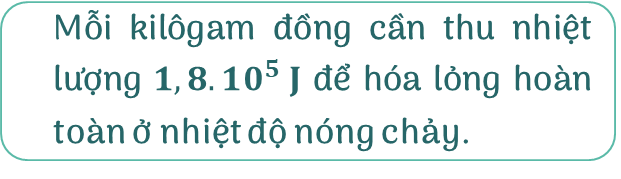 Mỗi kilôgam đồng cần thu nhiệt
lượng 1,8.10⁵ J để hóa lỏng hoàn
toàn ở nhiệt độ nóng chảy.